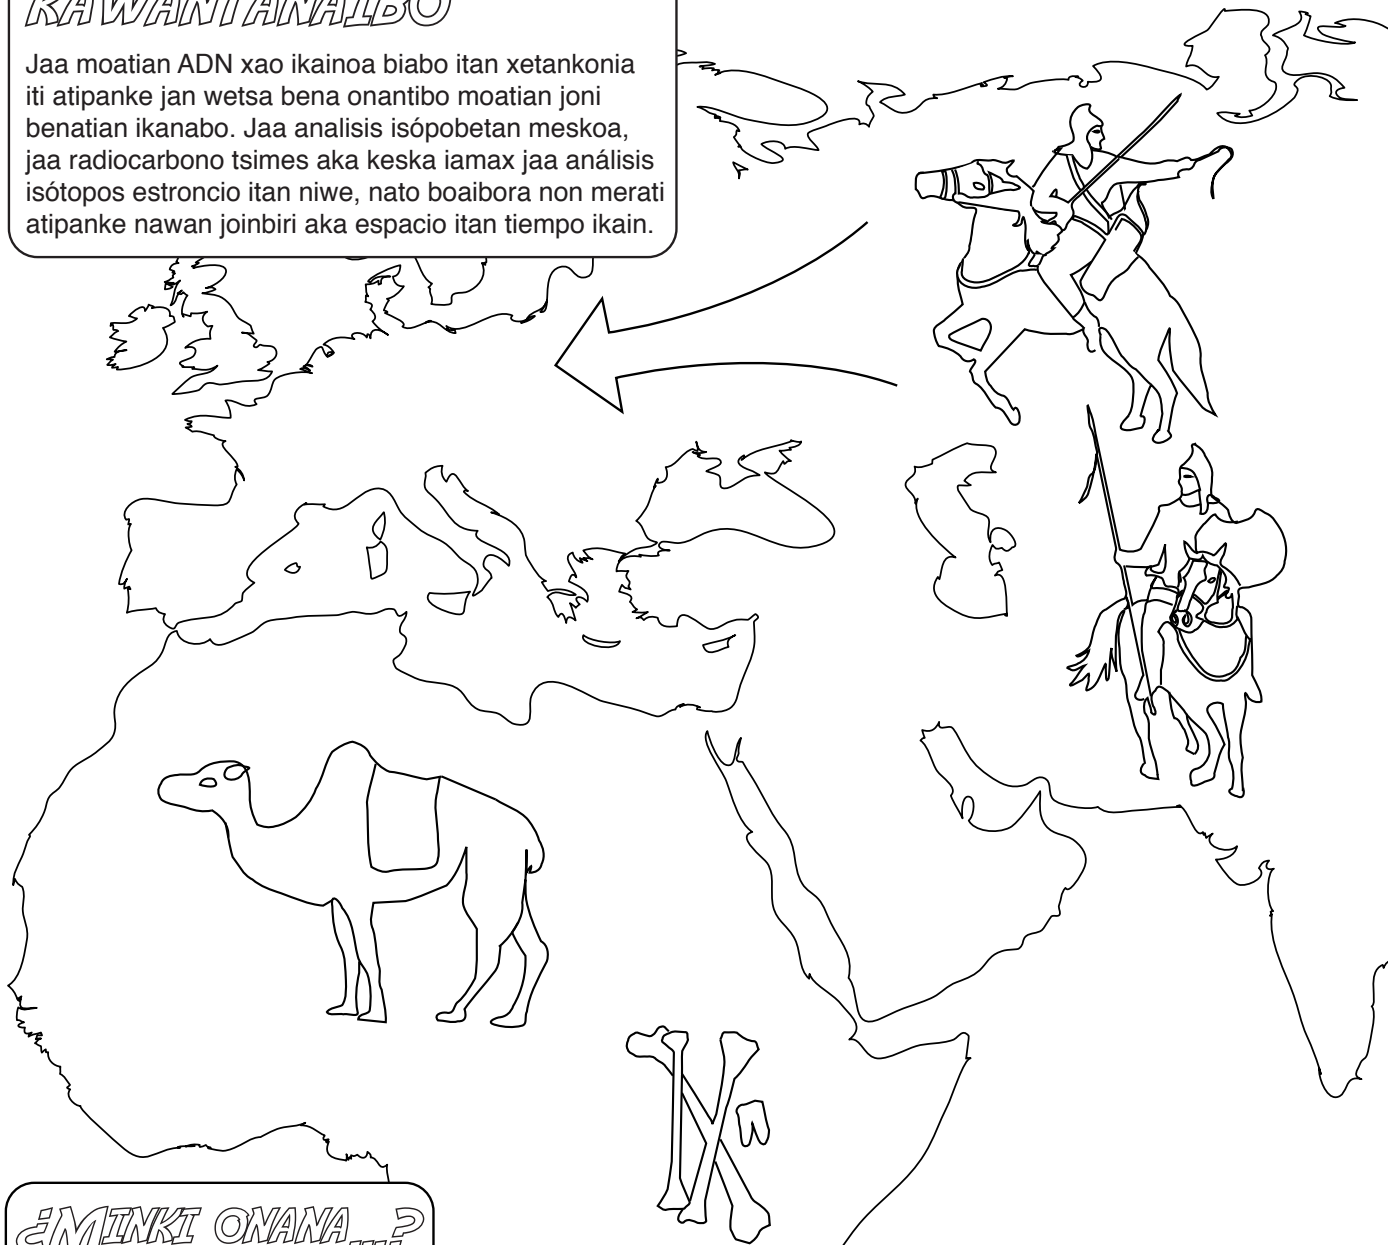 KAWANTANAIBO
Jaa moatian ADN xao ikainoa biabo itan xetankonia
iti atipanke jan wetsa bena onantibo moatian joni
benatian ikanabo. Jaa analisis isópobetan meskoa,
jaa radiocarbono tsimes aka keska iamax jaa análisis
isótopos estroncio itan niwe, nato boaibora non merati
atipanke nawan joinbiri aka espacio itan tiempo ikain.
¿MINKI ONANA...?